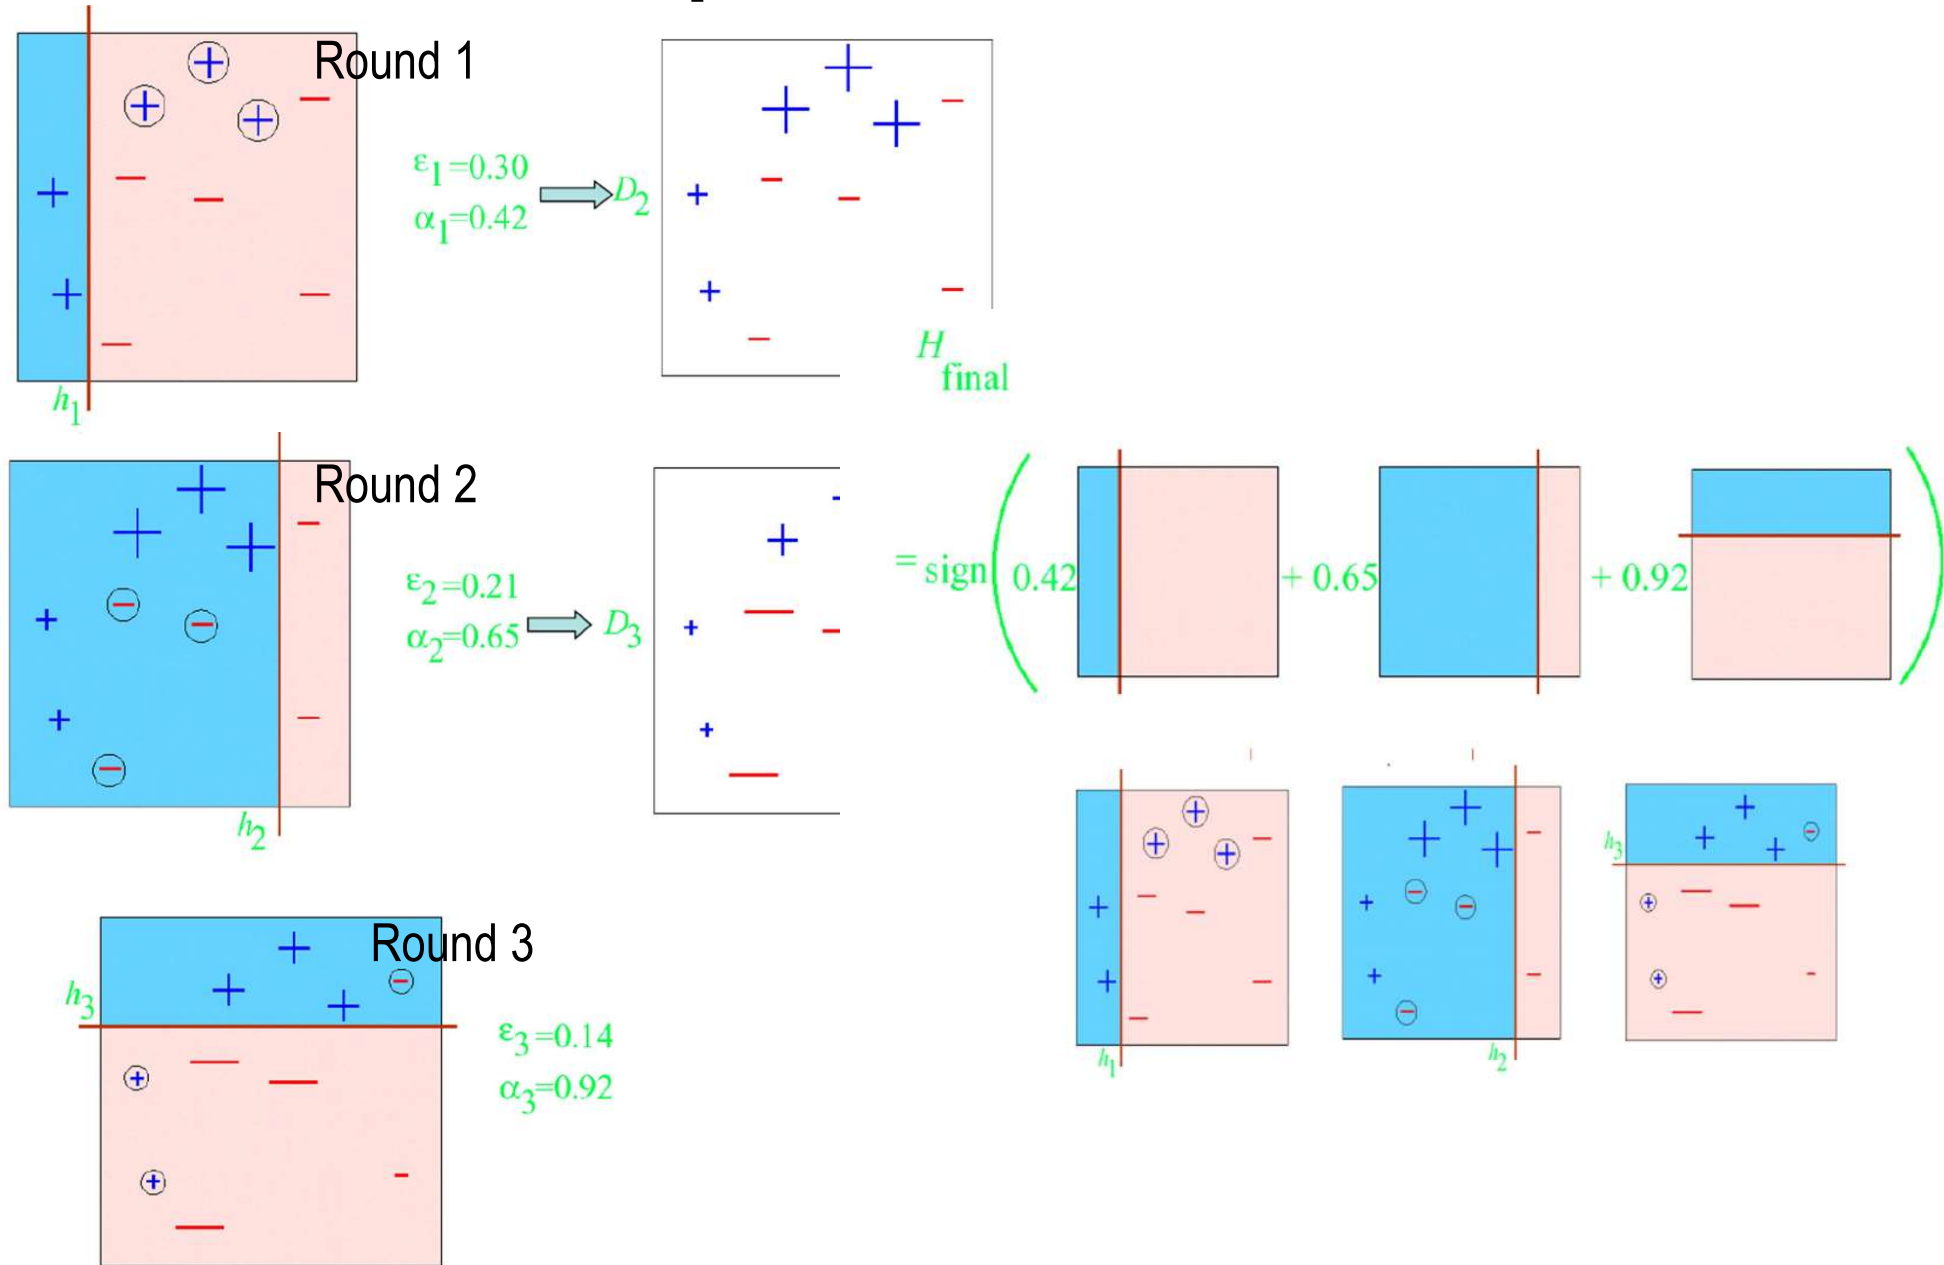 Round 1
ε1=0.30
α1=0.42
D2
h1
Round 2
ε2=0.21
α2=0.65
D3
h2
Round 3
h3
ε3=0.14
α3=0.92
H final
= sign ( 0.42 + 0.65 + 0.92 )
h1
h2
h3